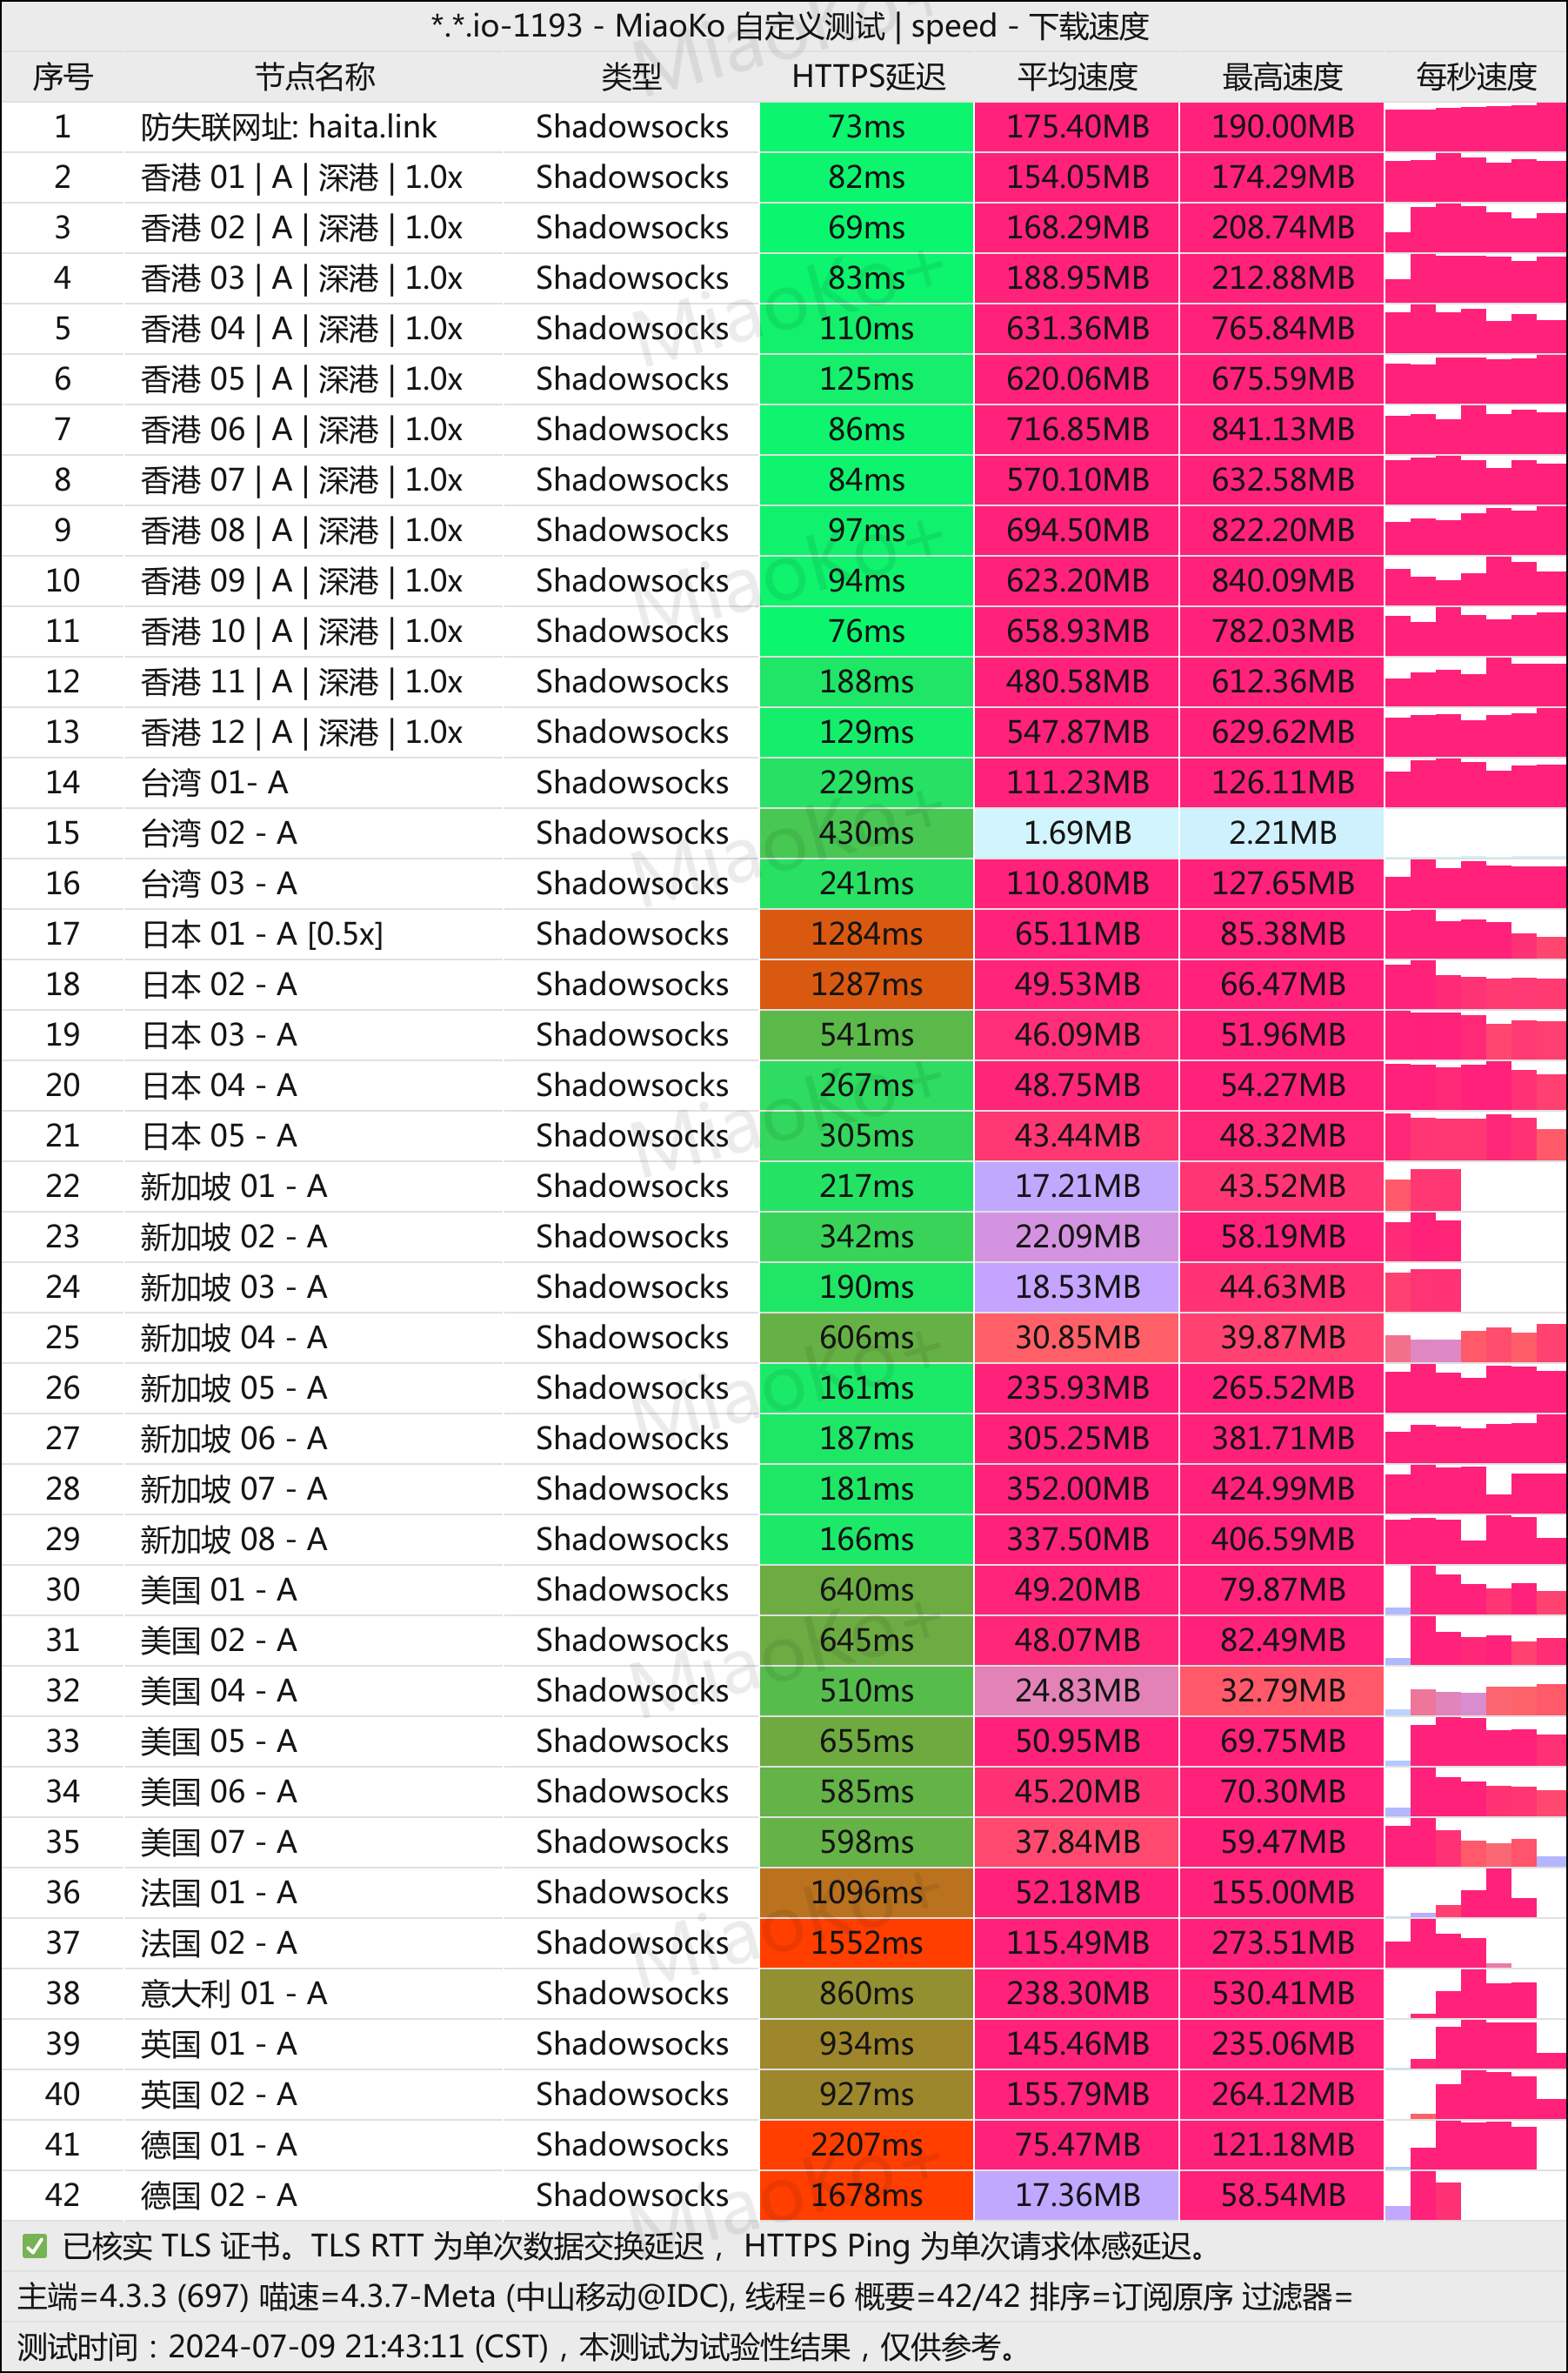 *.*.io-1193 - MiaoKo 自定义测试 | speed - 下载速度
序号 节点名称 类型 HTTPS延迟 平均速度 最高速度 每秒速度
1 防失联网址: haita.link Shadowsocks 73ms 175.40MB 190.00MB
2 香港 01 | A | 深港 | 1.0x Shadowsocks 82ms 154.05MB 174.29MB
3 香港 02 | A | 深港 | 1.0x Shadowsocks 69ms 168.29MB 208.74MB
4 香港 03 | A | 深港 | 1.0x Shadowsocks 83ms 188.95MB 212.88MB
5 香港 04 | A | 深港 | 1.0x Shadowsocks 110ms 631.36MB 765.84MB
6 香港 05 | A | 深港 | 1.0x Shadowsocks 125ms 620.06MB 675.59MB
7 香港 06 | A | 深港 | 1.0x Shadowsocks 86ms 716.85MB 841.13MB
8 香港 07 | A | 深港 | 1.0x Shadowsocks 84ms 570.10MB 632.58MB
9 香港 08 | A | 深港 | 1.0x Shadowsocks 97ms 694.50MB 822.20MB
10 香港 09 | A | 深港 | 1.0x Shadowsocks 94ms 623.20MB 840.09MB
11 香港 10 | A | 深港 | 1.0x Shadowsocks 76ms 658.93MB 782.03MB
12 香港 11 | A | 深港 | 1.0x Shadowsocks 188ms 480.58MB 612.36MB
13 香港 12 | A | 深港 | 1.0x Shadowsocks 129ms 547.87MB 629.62MB
14 台湾 01- A Shadowsocks 229ms 111.23MB 126.11MB
15 台湾 02 - A Shadowsocks 430ms 1.69MB 2.21MB
16 台湾 03 - A Shadowsocks 241ms 110.80MB 127.65MB
17 日本 01 - A [0.5x] Shadowsocks 1284ms 65.11MB 85.38MB
18 日本 02 - A Shadowsocks 1287ms 49.53MB 66.47MB
19 日本 03 - A Shadowsocks 541ms 46.09MB 51.96MB
20 日本 04 - A Shadowsocks 267ms 48.75MB 54.27MB
21 日本 05 - A Shadowsocks 305ms 43.44MB 48.32MB
22 新加坡 01 - A Shadowsocks 217ms 17.21MB 43.52MB
23 新加坡 02 - A Shadowsocks 342ms 22.09MB 58.19MB
24 新加坡 03 - A Shadowsocks 190ms 18.53MB 44.63MB
25 新加坡 04 - A Shadowsocks 606ms 30.85MB 39.87MB
26 新加坡 05 - A Shadowsocks 161ms 235.93MB 265.52MB
27 新加坡 06 - A Shadowsocks 187ms 305.25MB 381.71MB
28 新加坡 07 - A Shadowsocks 181ms 352.00MB 424.99MB
29 新加坡 08 - A Shadowsocks 166ms 337.50MB 406.59MB
30 美国 01 - A Shadowsocks 640ms 49.20MB 79.87MB
31 美国 02 - A Shadowsocks 645ms 48.07MB 82.49MB
32 美国 04 - A Shadowsocks 510ms 24.83MB 32.79MB
33 美国 05 - A Shadowsocks 655ms 50.95MB 69.75MB
34 美国 06 - A Shadowsocks 585ms 45.20MB 70.30MB
35 美国 07 - A Shadowsocks 598ms 37.84MB 59.47MB
36 法国 01 - A Shadowsocks 1096ms 52.18MB 155.00MB
37 法国 02 - A Shadowsocks 1552ms 115.49MB 273.51MB
38 意大利 01 - A Shadowsocks 860ms 238.30MB 530.41MB
39 英国 01 - A Shadowsocks 934ms 145.46MB 235.06MB
40 英国 02 - A Shadowsocks 927ms 155.79MB 264.12MB
41 德国 01 - A Shadowsocks 2207ms 75.47MB 121.18MB
42 德国 02 - A Shadowsocks 1678ms 17.36MB 58.54MB
✅ 已核实 TLS 证书。TLS RTT 为单次数据交换延迟， HTTPS Ping 为单次请求体感延迟。
主端=4.3.3 (697) 喵速=4.3.7-Meta (中山移动@IDC), 线程=6 概要=42/42 排序=订阅原序 过滤器=
测试时间：2024-07-09 21:43:11 (CST)，本测试为试验性结果，仅供参考。
MiaoKo+
MiaoKo+
MiaoKo+
MiaoKo+
MiaoKo+
MiaoKo+
MiaoKo+
MiaoKo+
MiaoKo+